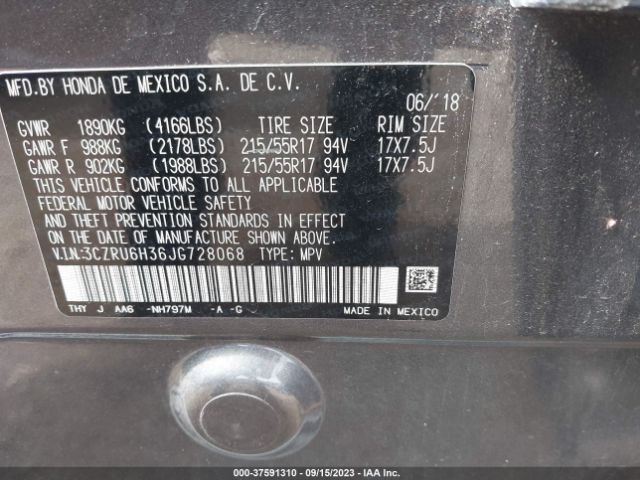 MFD.BY HONDA DE MEXICO S.A. DE C.V.
06/'18
GVWR 1890KG (4166LBS) TIRE SIZE RIM SIZE
GAWR F 988KG (2178LBS) 215/55R17 94V 17X7.5J
GAWR R 902KG (1988LBS) 215/55R17 94V 17X7.5J
THIS VEHICLE CONFORMS TO ALL APPLICABLE
FEDERAL MOTOR VEHICLE SAFETY
AND THEFT PREVENTION STANDARDS IN EFFECT
ON THE DATE OF MANUFACTURE SHOWN ABOVE.
V.I.N:3CZRU6H36JG728068 TYPE: MPV
THY J AA6 -NH797M -A -G MADE IN MEXICO
000-37591310 - 09/15/2023 - IAA Inc.